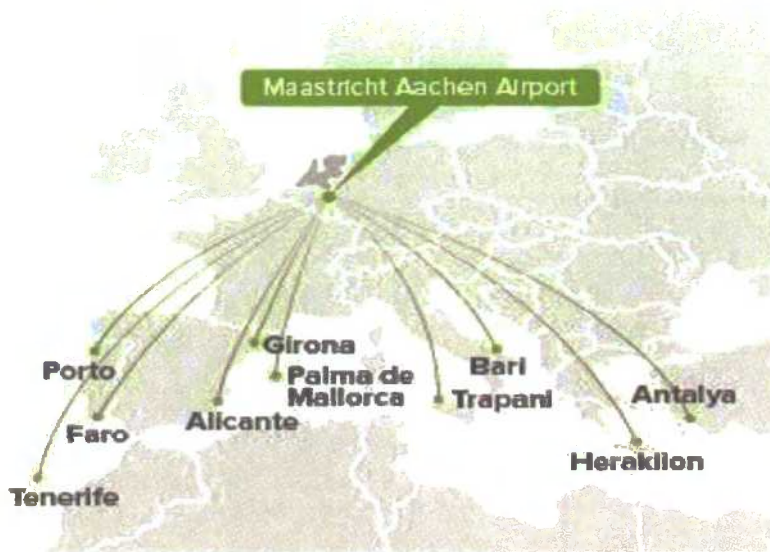 Maastricht Aachen Airport
Girona
Porto
Palma de
Mallorca
Bari
Trapani
Antalya
Faro
Alicante
Heraklion
Tenerife